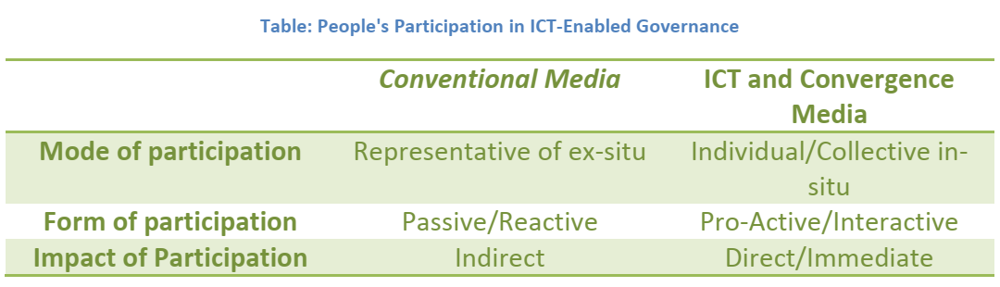 Table: People's Participation in ICT-Enabled Governance
Conventional Media ICT and Convergence
Media
Mode of participation Representative of ex-situ Individual/Collective in-
situ
Form of participation Passive/Reactive Pro-Active/Interactive
Impact of Participation Indirect Direct/Immediate